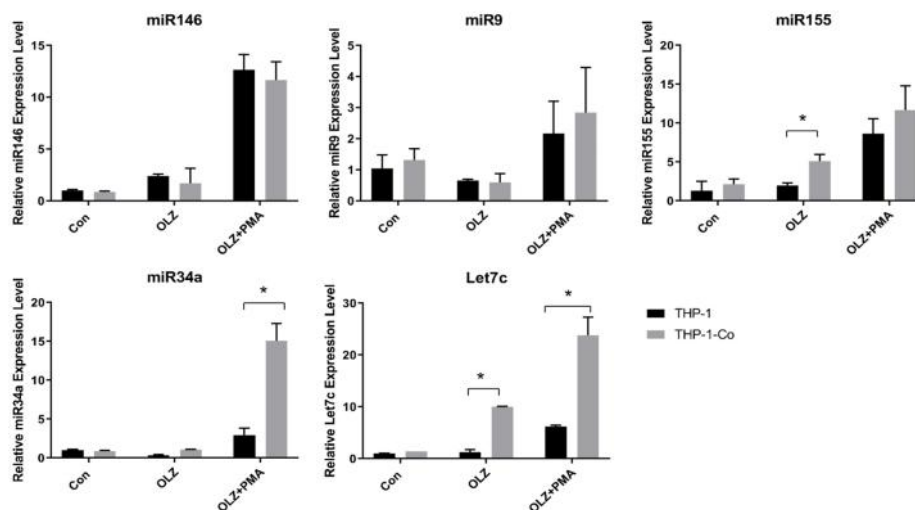 miR146
Relative miR146 Expression Level
15
10
5
0
Con
OLZ
OLZ+PMA
miR9
Relative miR9 Expression Level
5
4
3
2
1
0
Con
OLZ
OLZ+PMA
miR155
Relative miR155 Expression Level
20
15
10
5
0
*
Con
OLZ
OLZ+PMA
miR34a
Relative miR34a Expression Level
20
15
10
5
0
*
Con
OLZ
OLZ+PMA
Let7c
Relative Let7c Expression Level
30
20
10
0
*
*
Con
OLZ
OLZ+PMA
THP-1
THP-1-Co